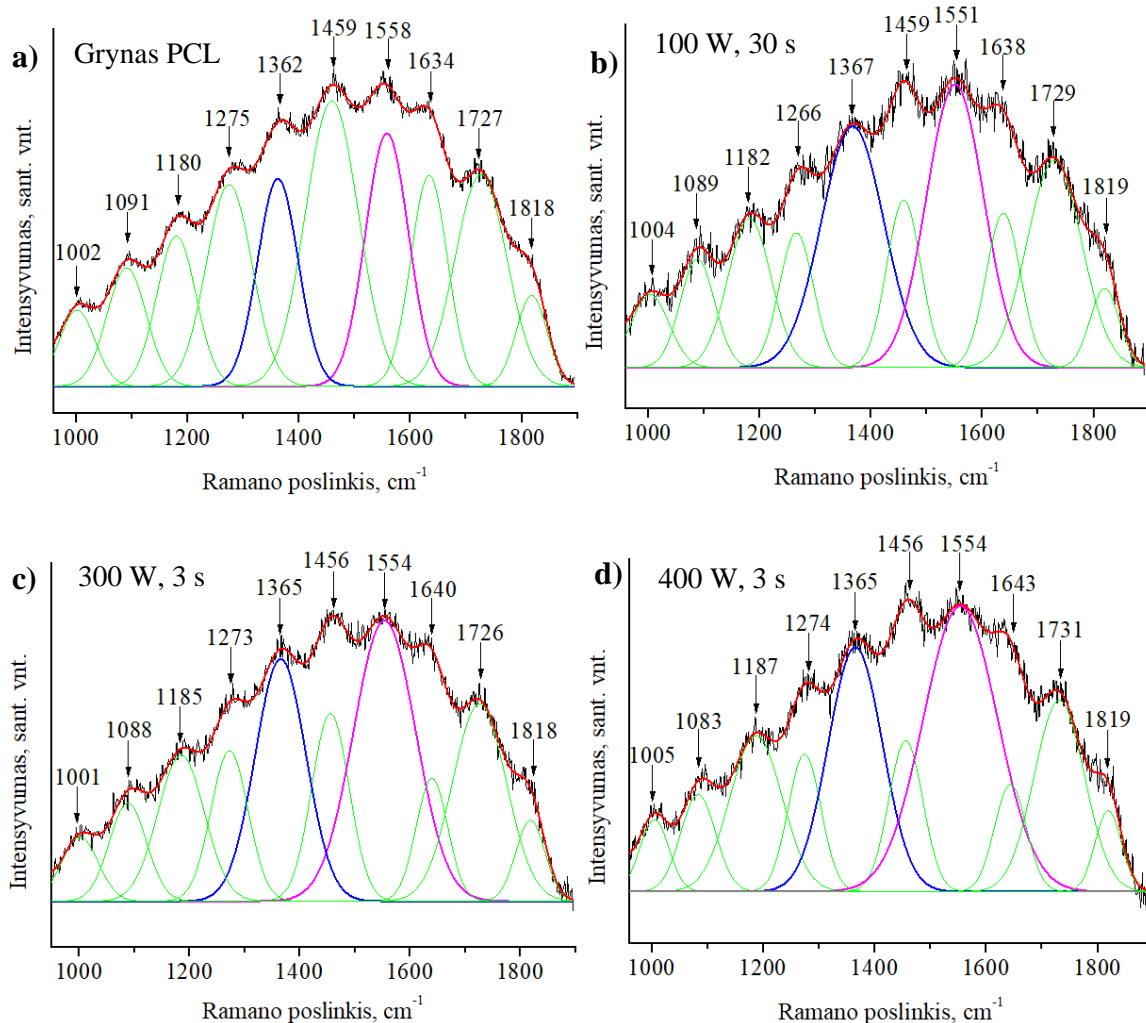 a) Grynas PCL
1002
1091
1180
1275
1362
1459
1558
1634
1727
1818
Intensyvumas, sant. vnt.
1000 1200 1400 1600 1800
Ramano poslinkis, cm-1
b) 100 W, 30 s
1004
1089
1182
1266
1367
1459
1551
1638
1729
1819
Intensyvumas, sant. vnt.
1000 1200 1400 1600 1800
Ramano poslinkis, cm-1
c) 300 W, 3 s
1001
1088
1185
1273
1365
1456
1554
1640
1726
1818
Intensyvumas, sant. vnt.
1000 1200 1400 1600 1800
Ramano poslinkis, cm-1
d) 400 W, 3 s
1005
1083
1187
1274
1365
1456
1554
1643
1731
1819
Intensyvumas, sant. vnt.
1000 1200 1400 1600 1800
Ramano poslinkis, cm-1